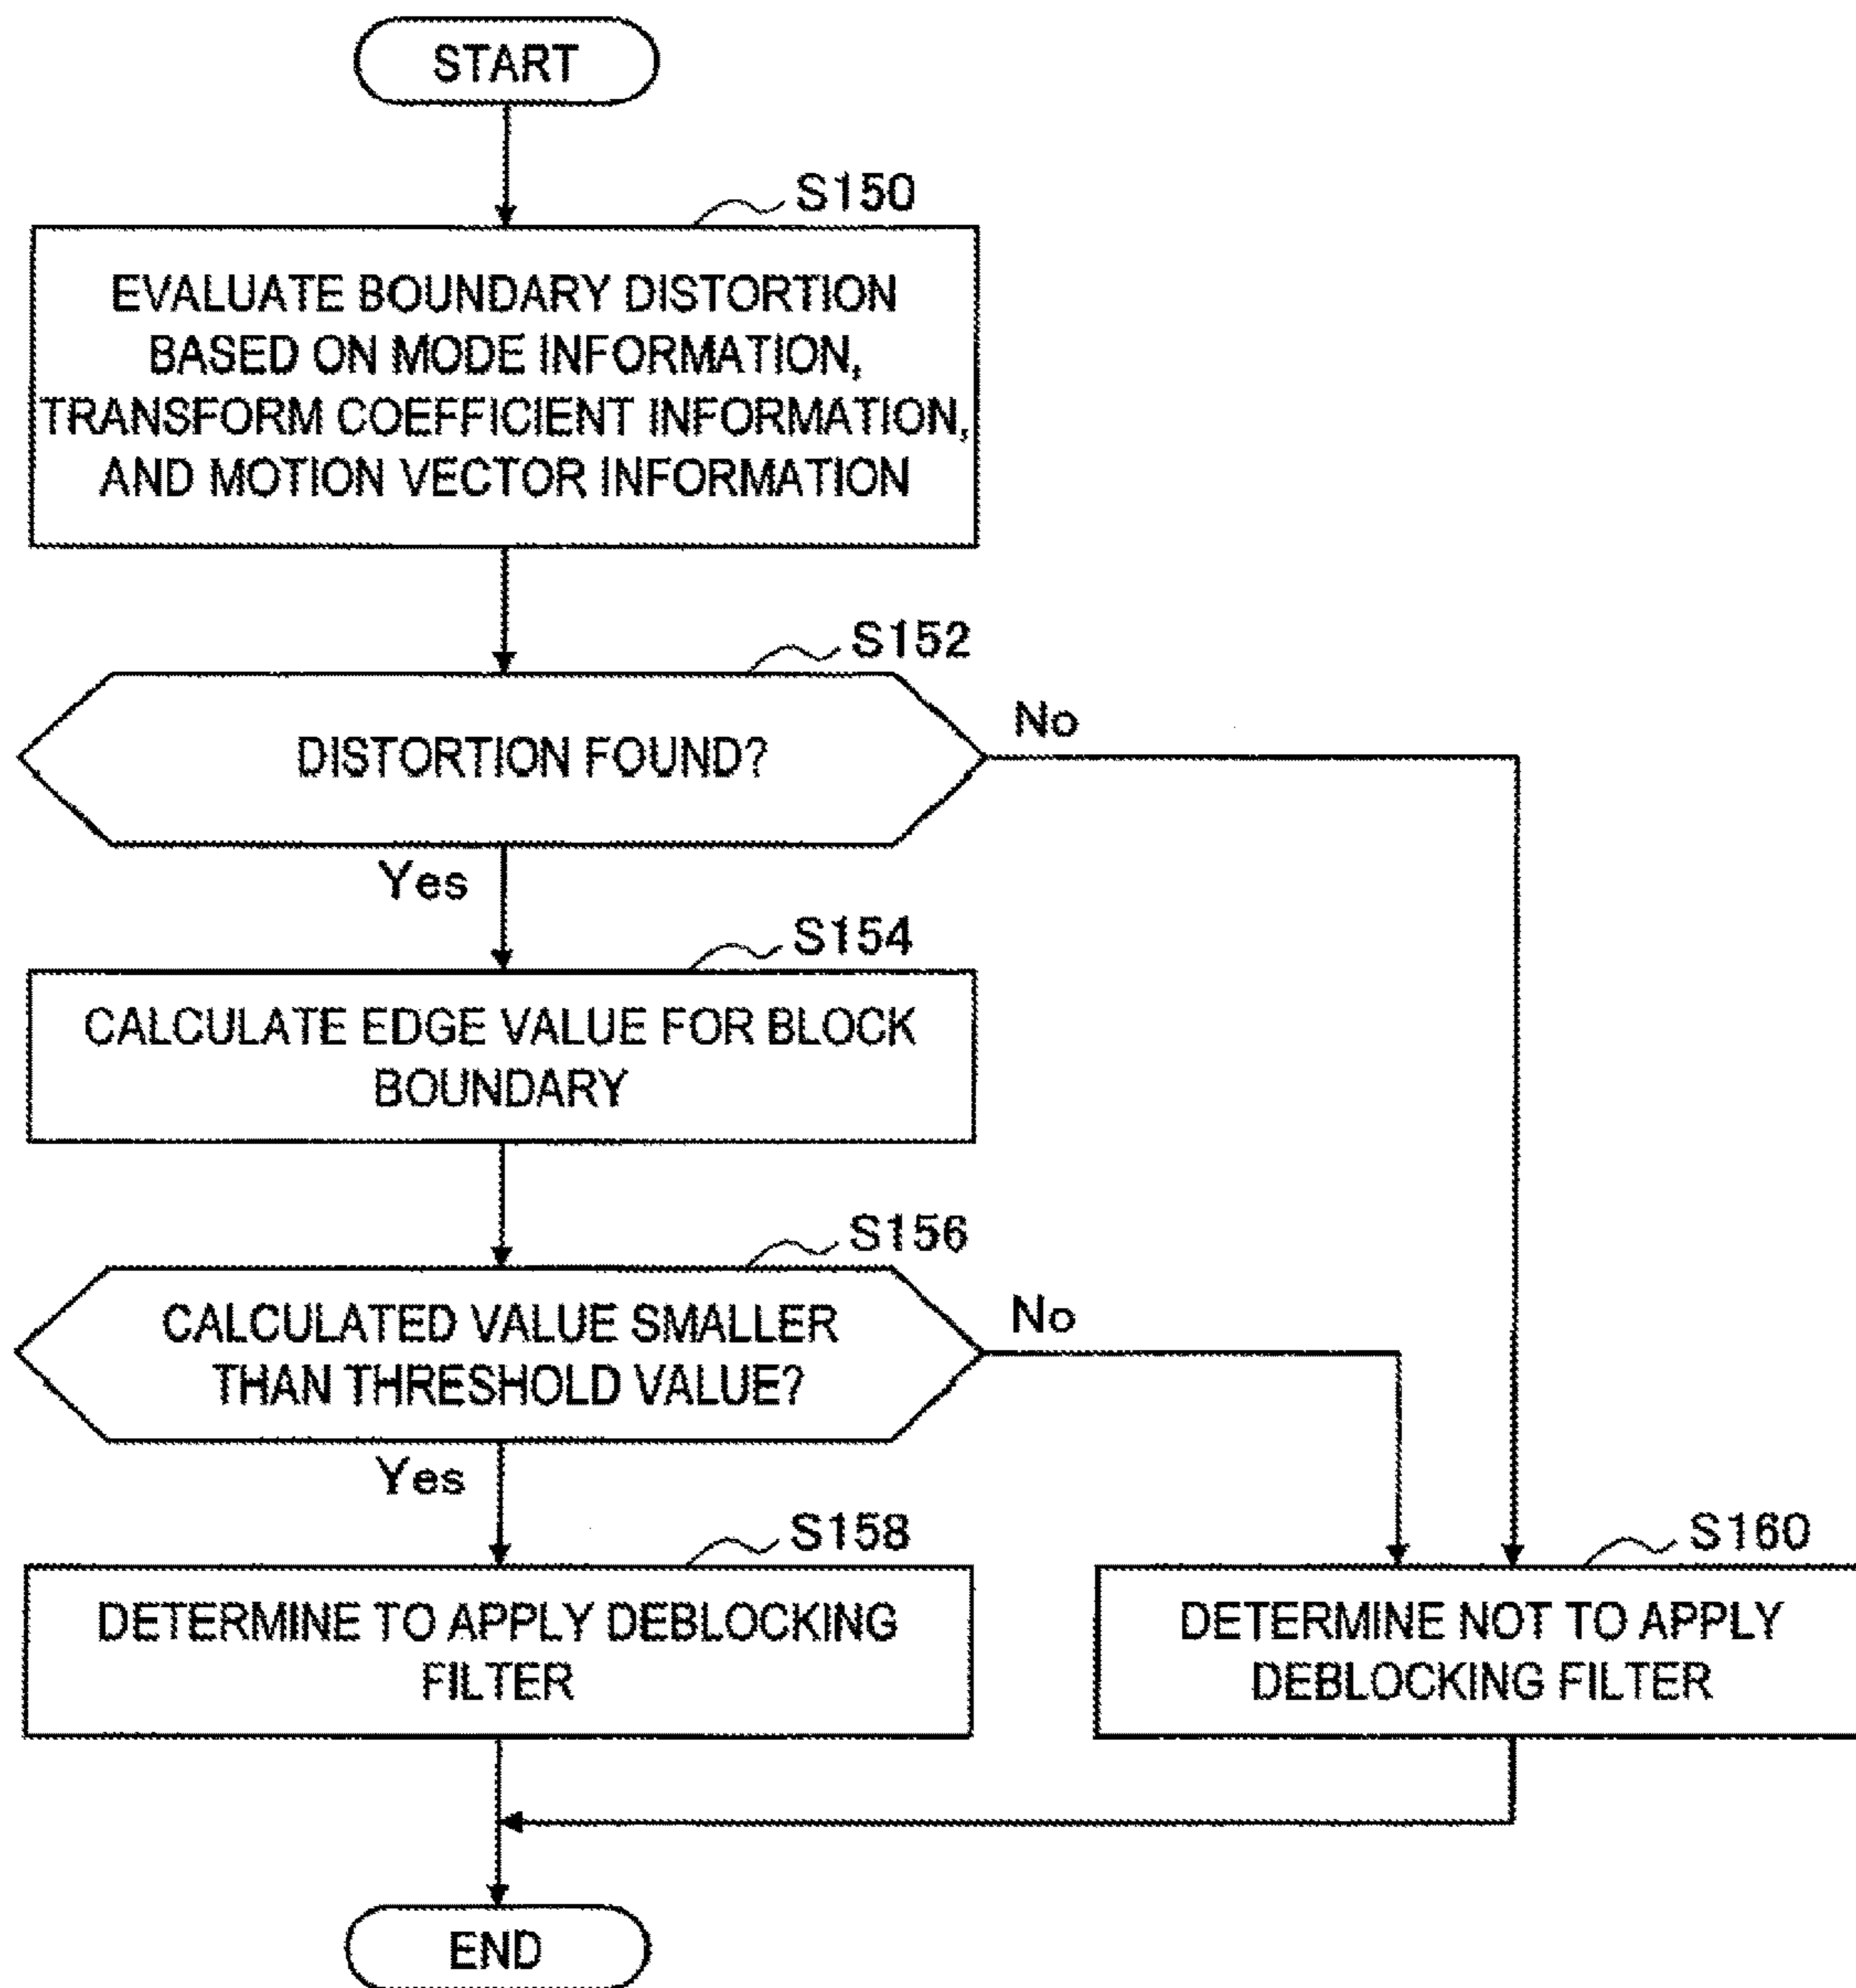 START
S150
EVALUATE BOUNDARY DISTORTION
BASED ON MODE INFORMATION,
TRANSFORM COEFFICIENT INFORMATION,
AND MOTION VECTOR INFORMATION
S152
DISTORTION FOUND?
No
Yes
S154
CALCULATE EDGE VALUE FOR BLOCK
BOUNDARY
S156
CALCULATED VALUE SMALLER
THAN THRESHOLD VALUE?
No
Yes
S158
DETERMINE TO APPLY DEBLOCKING
FILTER
S160
DETERMINE NOT TO APPLY
DEBLOCKING FILTER
END